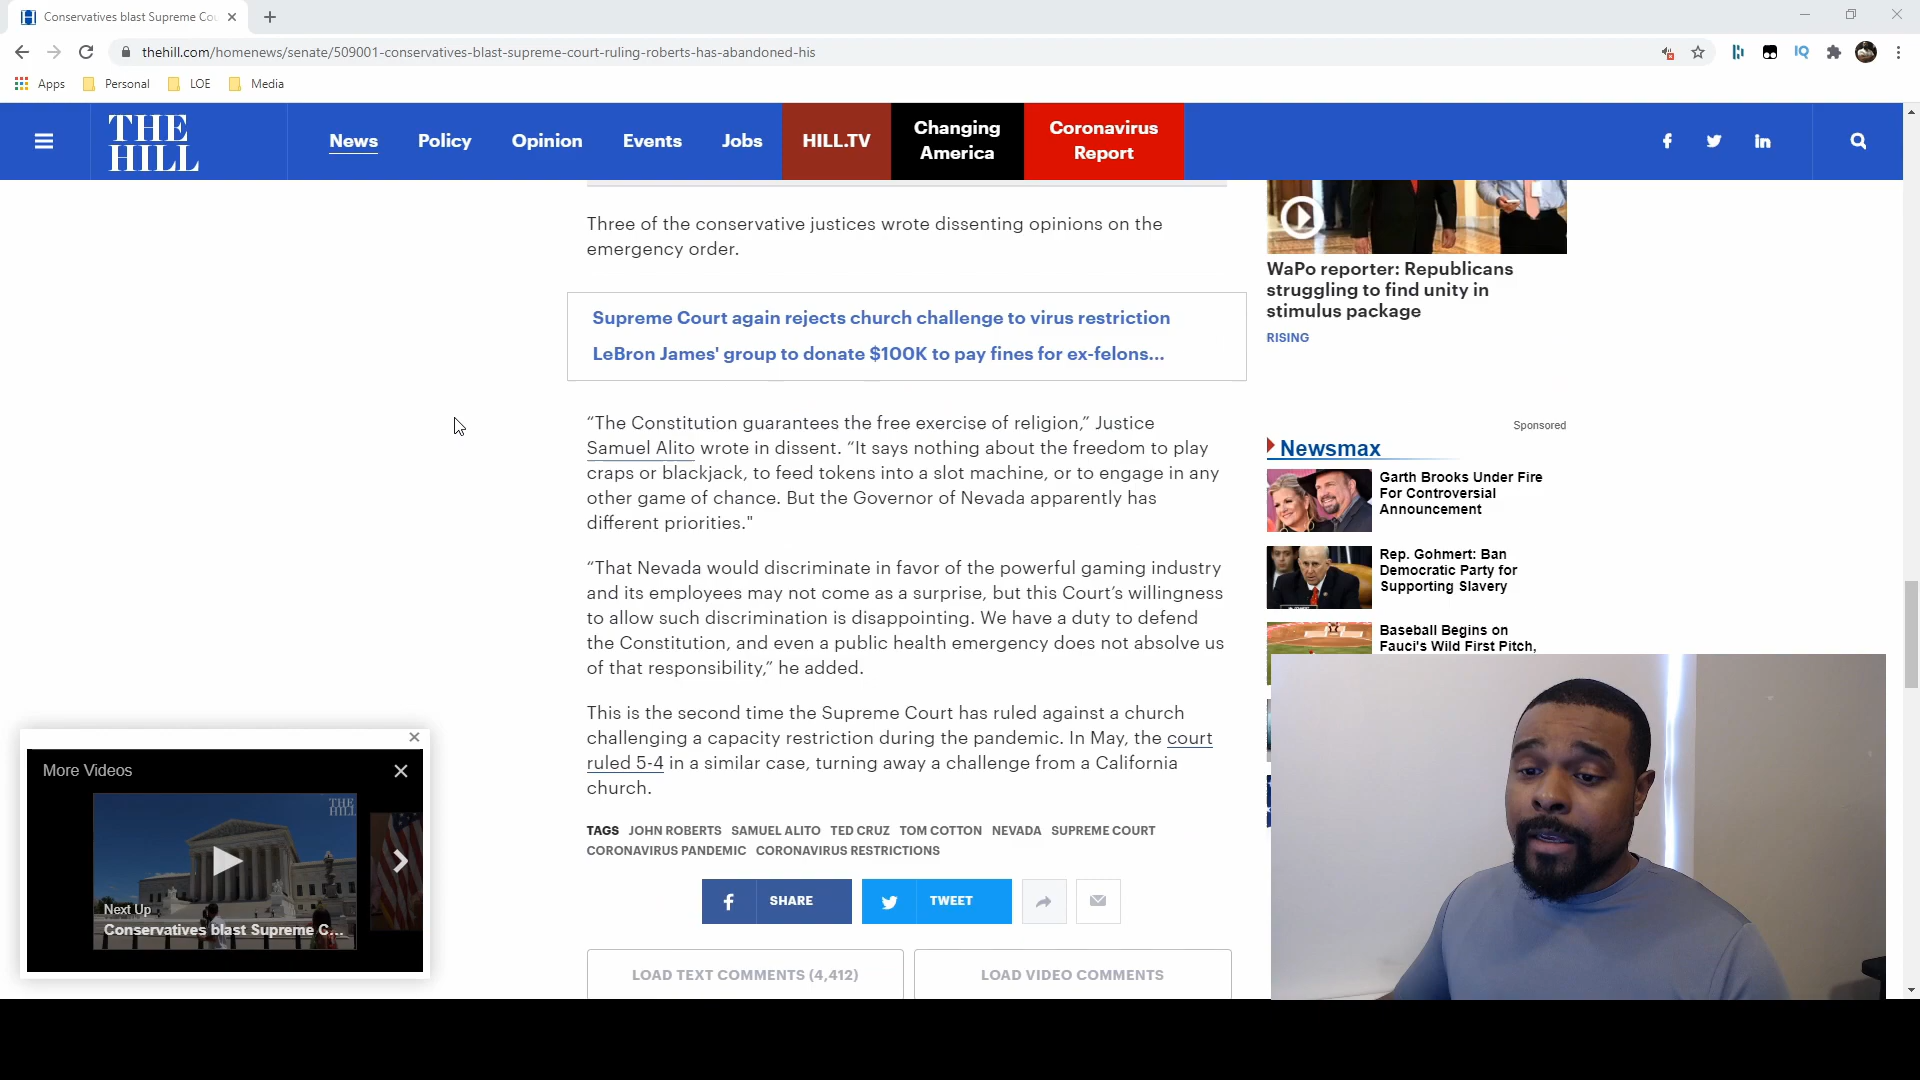 Conservatives blast Supreme Cou
thehill.com/homenews/senate/509001-conservatives-blast-supreme-court-ruling-roberts-has-abandoned-his
IQ
Apps
Personal
LOE
Media
THE
HILL
News
Policy
Opinion
Events
Jobs
HILL.TV
Changing
America
Coronavirus
Report
Three of the conservative justices wrote dissenting opinions on the
emergency order.
Supreme Court again rejects church challenge to virus restriction
LeBron James' group to donate $100K to pay fines for ex-felons...
“The Constitution guarantees the free exercise of religion,” Justice
Samuel Alito wrote in dissent. “It says nothing about the freedom to play
craps or blackjack, to feed tokens into a slot machine, or to engage in any
other game of chance. But the Governor of Nevada apparently has
different priorities."
“That Nevada would discriminate in favor of the powerful gaming industry
and its employees may not come as a surprise, but this Court’s willingness
to allow such discrimination is disappointing. We have a duty to defend
the Constitution, and even a public health emergency does not absolve us
of that responsibility,” he added.
This is the second time the Supreme Court has ruled against a church
challenging a capacity restriction during the pandemic. In May, the court
ruled 5-4 in a similar case, turning away a challenge from a California
church.
TAGS JOHN ROBERTS SAMUEL ALITO TED CRUZ TOM COTTON NEVADA SUPREME COURT
CORONAVIRUS PANDEMIC CORONAVIRUS RESTRICTIONS
SHARE
TWEET
LOAD TEXT COMMENTS (4,412)
LOAD VIDEO COMMENTS
WaPo reporter: Republicans
struggling to find unity in
stimulus package
RISING
Sponsored
Newsmax
Garth Brooks Under Fire
For Controversial
Announcement
Rep. Gohmert: Ban
Democratic Party for
Supporting Slavery
Baseball Begins on
Fauci's Wild First Pitch,
More Videos
THE
HILL
Next Up
Conservatives blast Supreme C...